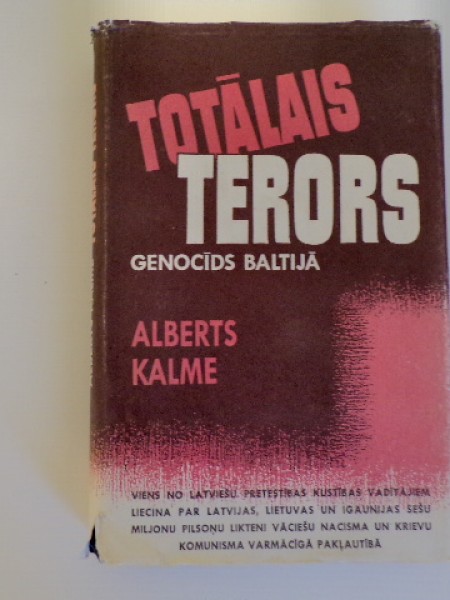 TOTĀLAIS
TERORS
GENOCĪDS BALTIJĀ
ALBERTS
KALME
VIENS NO LATVIEŠU PRETESTĪBAS KUSTĪBAS VADĪTĀJIEM
LIECINA PAR LATVIJAS, LIETUVAS UN IGAUNIJAS SEŠU
MILJONU PILSOŅU LIKTENI VĀCIEŠU NACISMA UN KRIEVU
KOMUNISMA VARMĀCĪGĀ PAKĻAUTĪBĀ